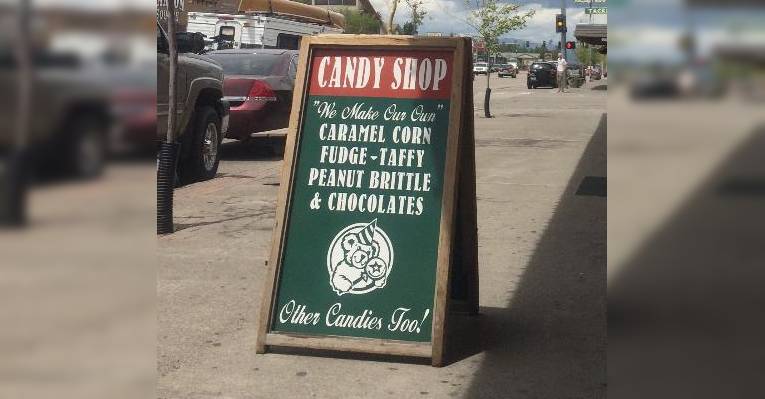 CANDY SHOP
"We Make Our Own"
CARAMEL CORN
FUDGE - TAFFY
PEANUT BRITTLE
& CHOCOLATES
Other Candies Too!